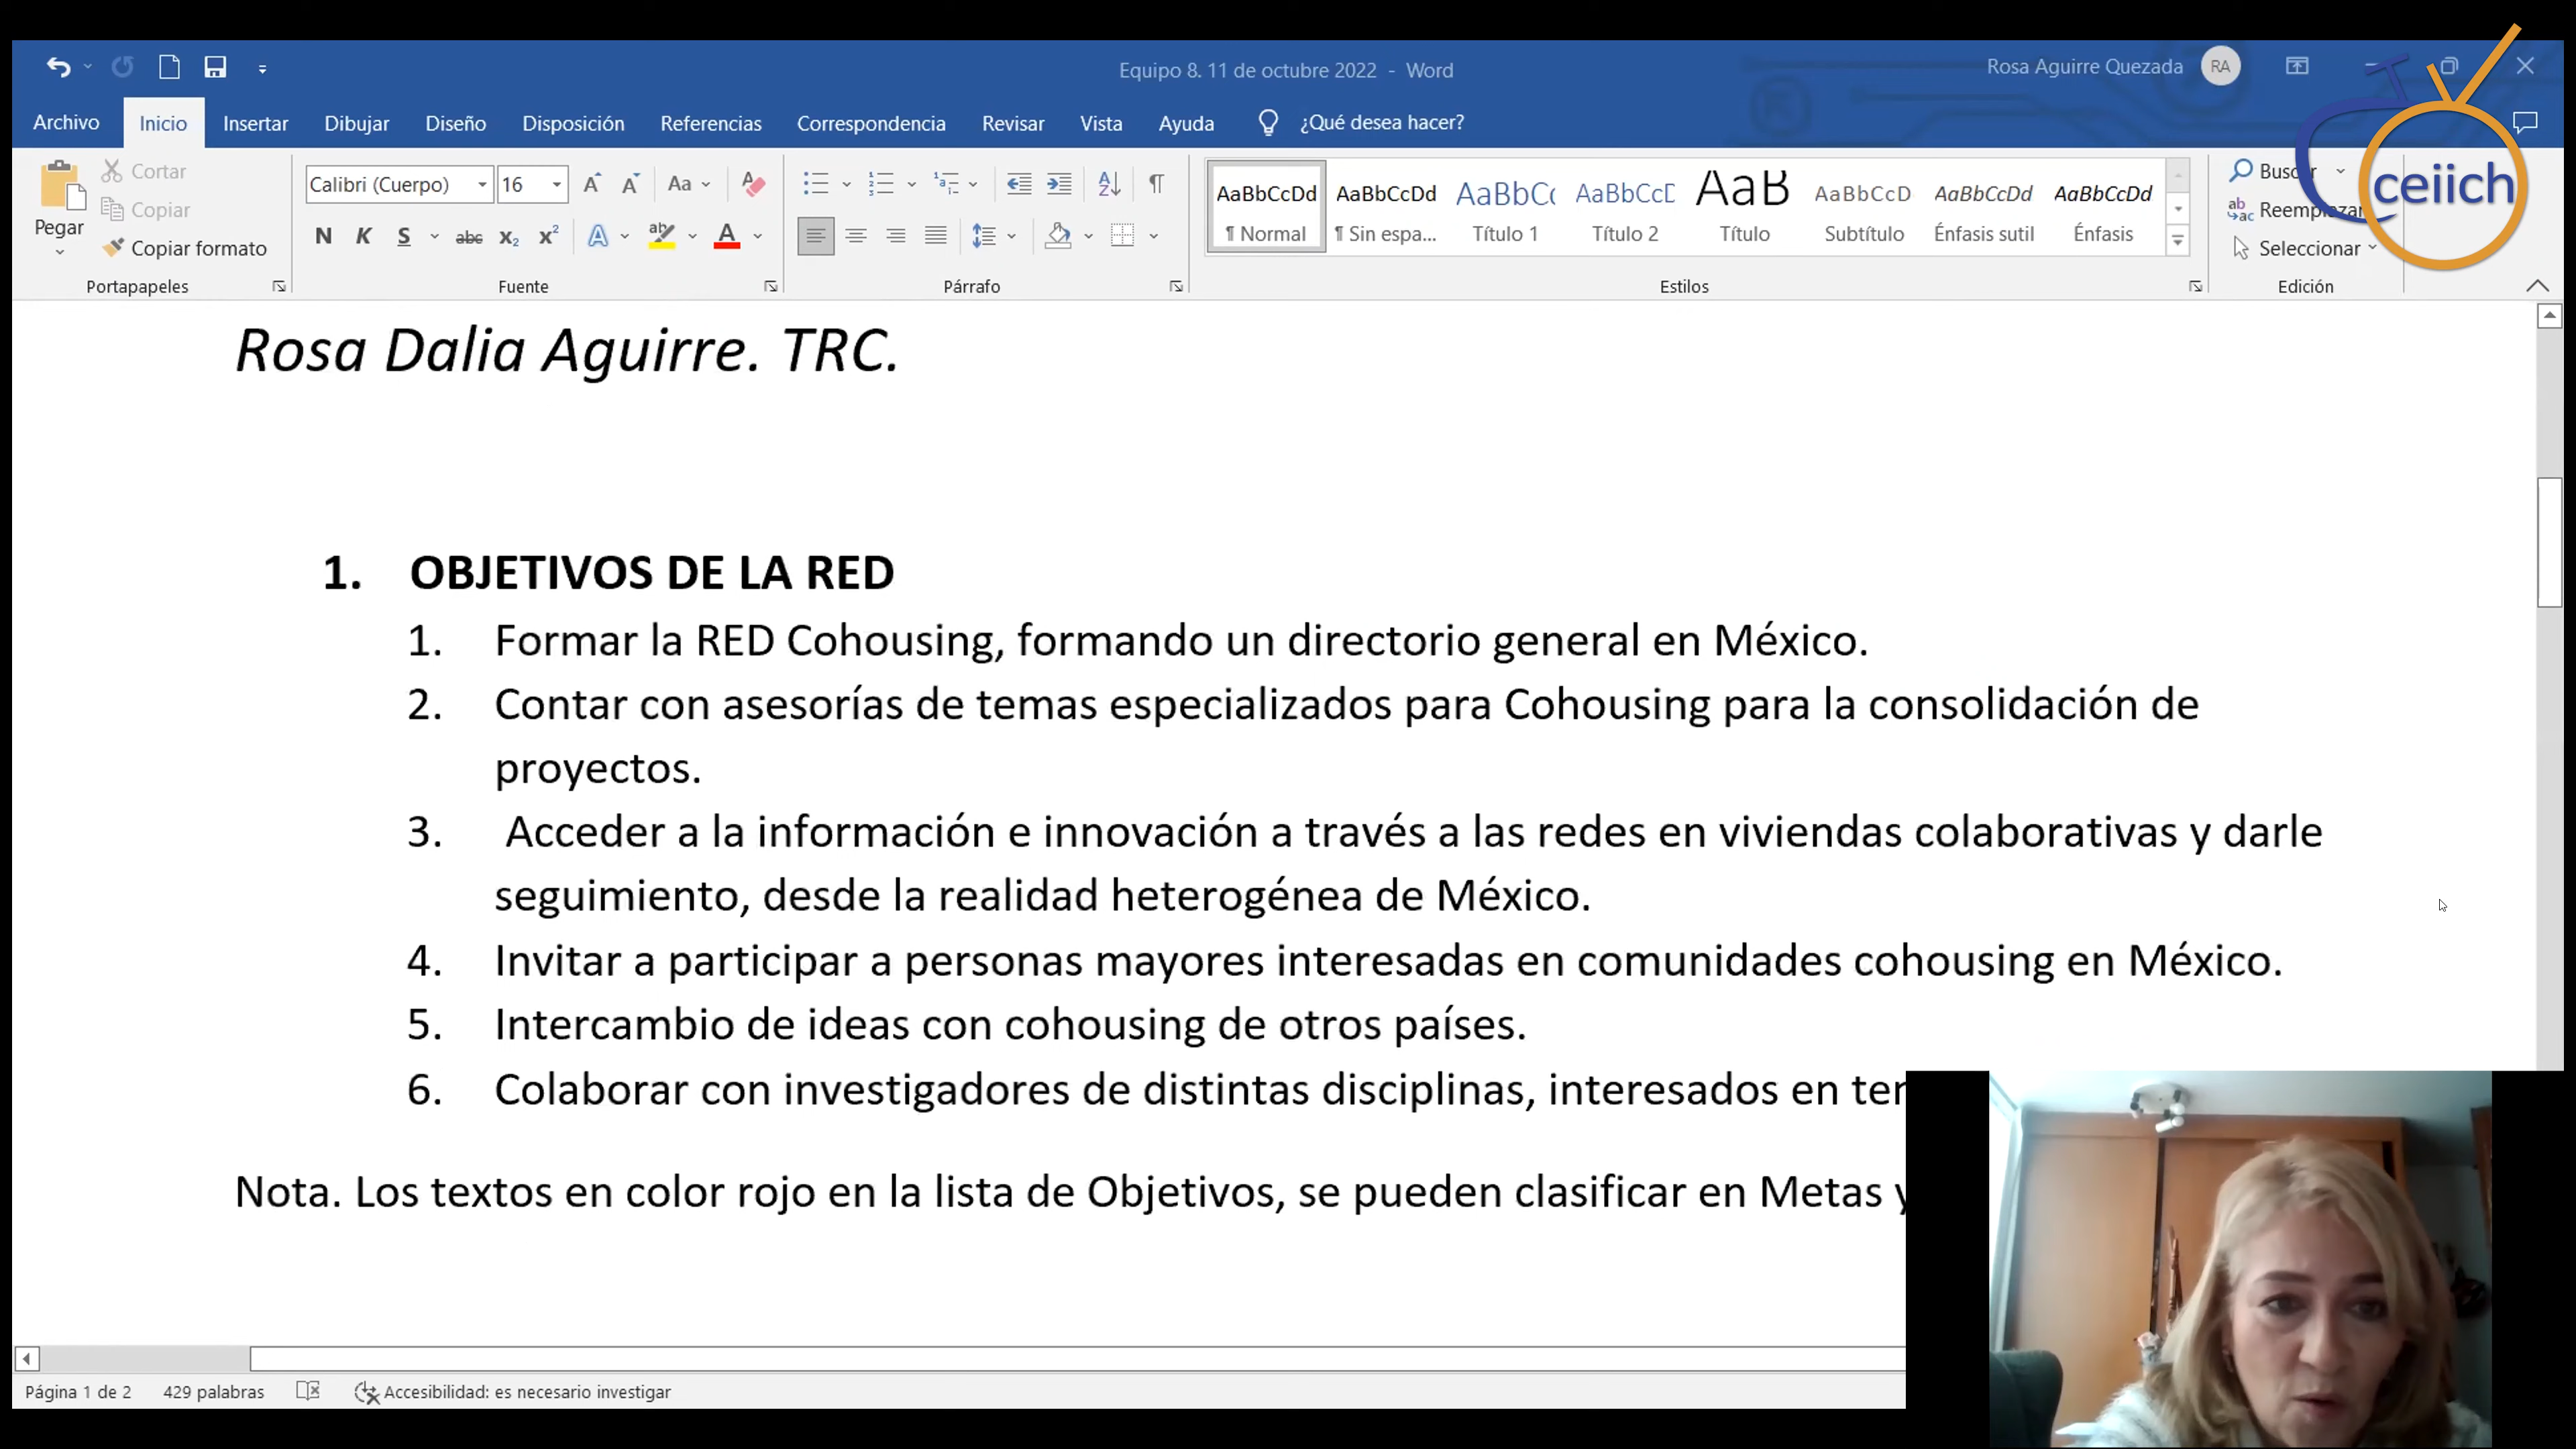 Equipo 8. 11 de octubre 2022 - Word
Rosa Aguirre Quezada RA
Archivo Inicio Insertar Dibujar Diseño Disposición Referencias Correspondencia Revisar Vista Ayuda ¿Qué desea hacer?
ceiich
Pegar
Cortar
Copiar
Copiar formato
Portapapeles
Calibri (Cuerpo) 16
N K S abc x₂ x²
Fuente
Párrafo
AaBbCcDd AaBbCcDd AaBbCc AaBbCcD AaB AaBbCcD AaBbCcDd AaBbCcDd
¶ Normal ¶ Sin espa... Título 1 Título 2 Título Subtítulo Énfasis sutil Énfasis
Estilos
Buscar
Reemplazar
Seleccionar
Edición
Rosa Dalia Aguirre. TRC.
1. OBJETIVOS DE LA RED
1. Formar la RED Cohousing, formando un directorio general en México.
2. Contar con asesorías de temas especializados para Cohousing para la consolidación de
proyectos.
3. Acceder a la información e innovación a través a las redes en viviendas colaborativas y darle
seguimiento, desde la realidad heterogénea de México.
4. Invitar a participar a personas mayores interesadas en comunidades cohousing en México.
5. Intercambio de ideas con cohousing de otros países.
6. Colaborar con investigadores de distintas disciplinas, interesados en
Nota. Los textos en color rojo en la lista de Objetivos, se pueden clasificar en Metas y
Página 1 de 2 429 palabras Accesibilidad: es necesario investigar